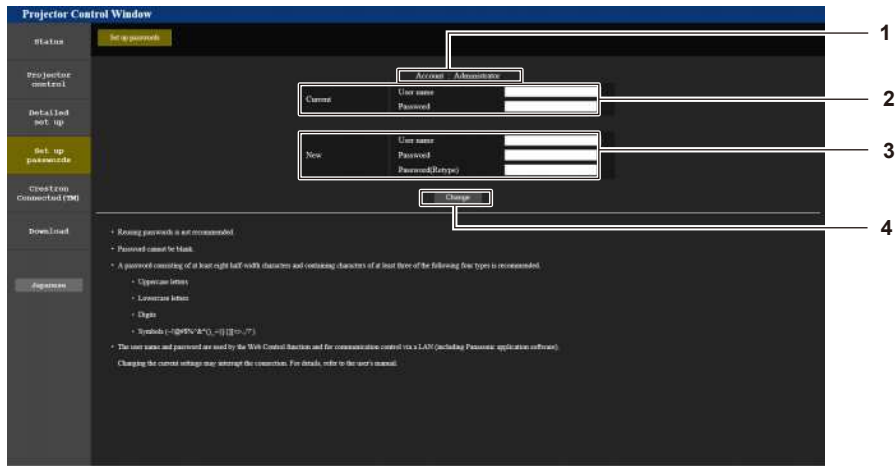 Projector Control Window
Status
Set up passwords
1
Account : Administrator
Projector
control
Current
User name
Password
2
Detailed
set up
New
User name
Password
Password(Retype)
3
Set up
passwords
Change
4
Crestron
Connected(TM)
Download
Japanese
• Reusing passwords is not recommended.
• Password cannot be blank.
• A password consisting of at least eight half-width characters and containing characters of at least three of the following four types is recommended.
• Uppercase letters
• Lowercase letters
• Digits
• Symbols
• The user name and password are used by the Web Control function and for communication control via a LAN (including Panasonic application software).
Changing the current settings may interrupt the connection. For details, refer to the user's manual.